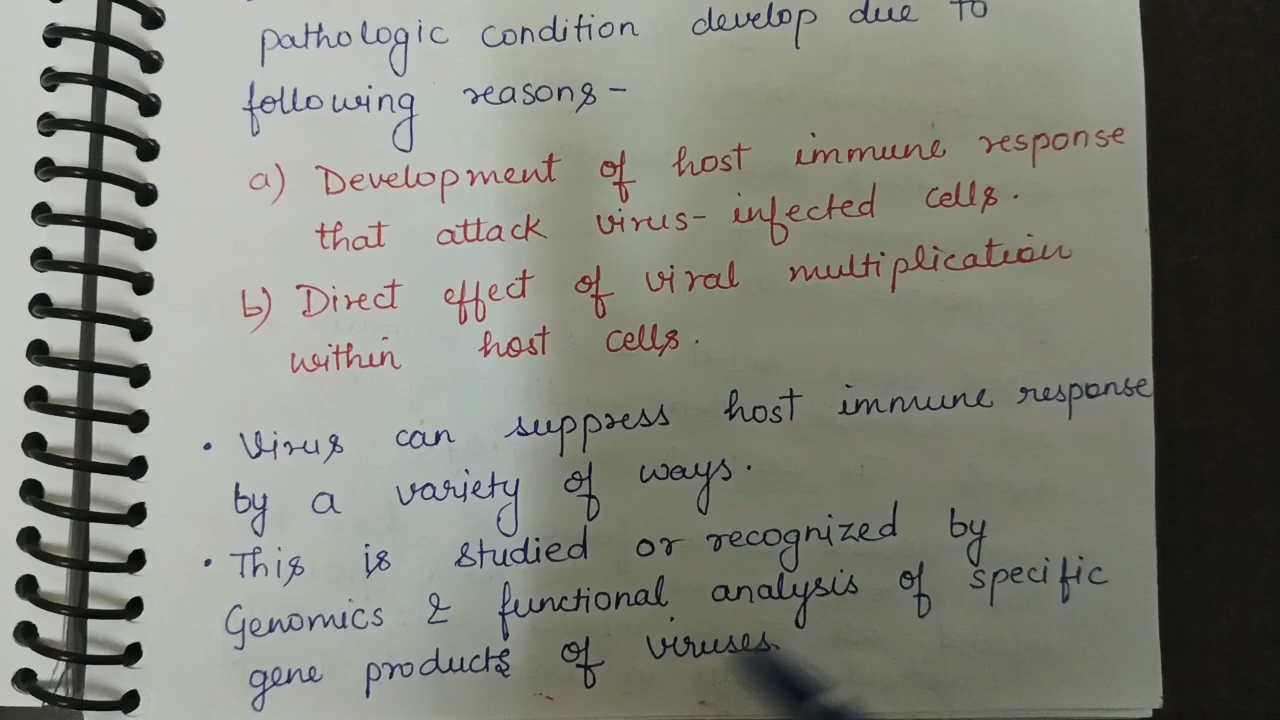 pathologic condition develop due to
following reasons-
a) Development of host immune response
that attack virus-infected cells.
b) Direct effect of viral multiplication
within host cells.
• Virus can suppress host immune response
by a variety of ways.
• This is studied or recognized by
Genomics & functional analysis of specific
gene products of viruses.